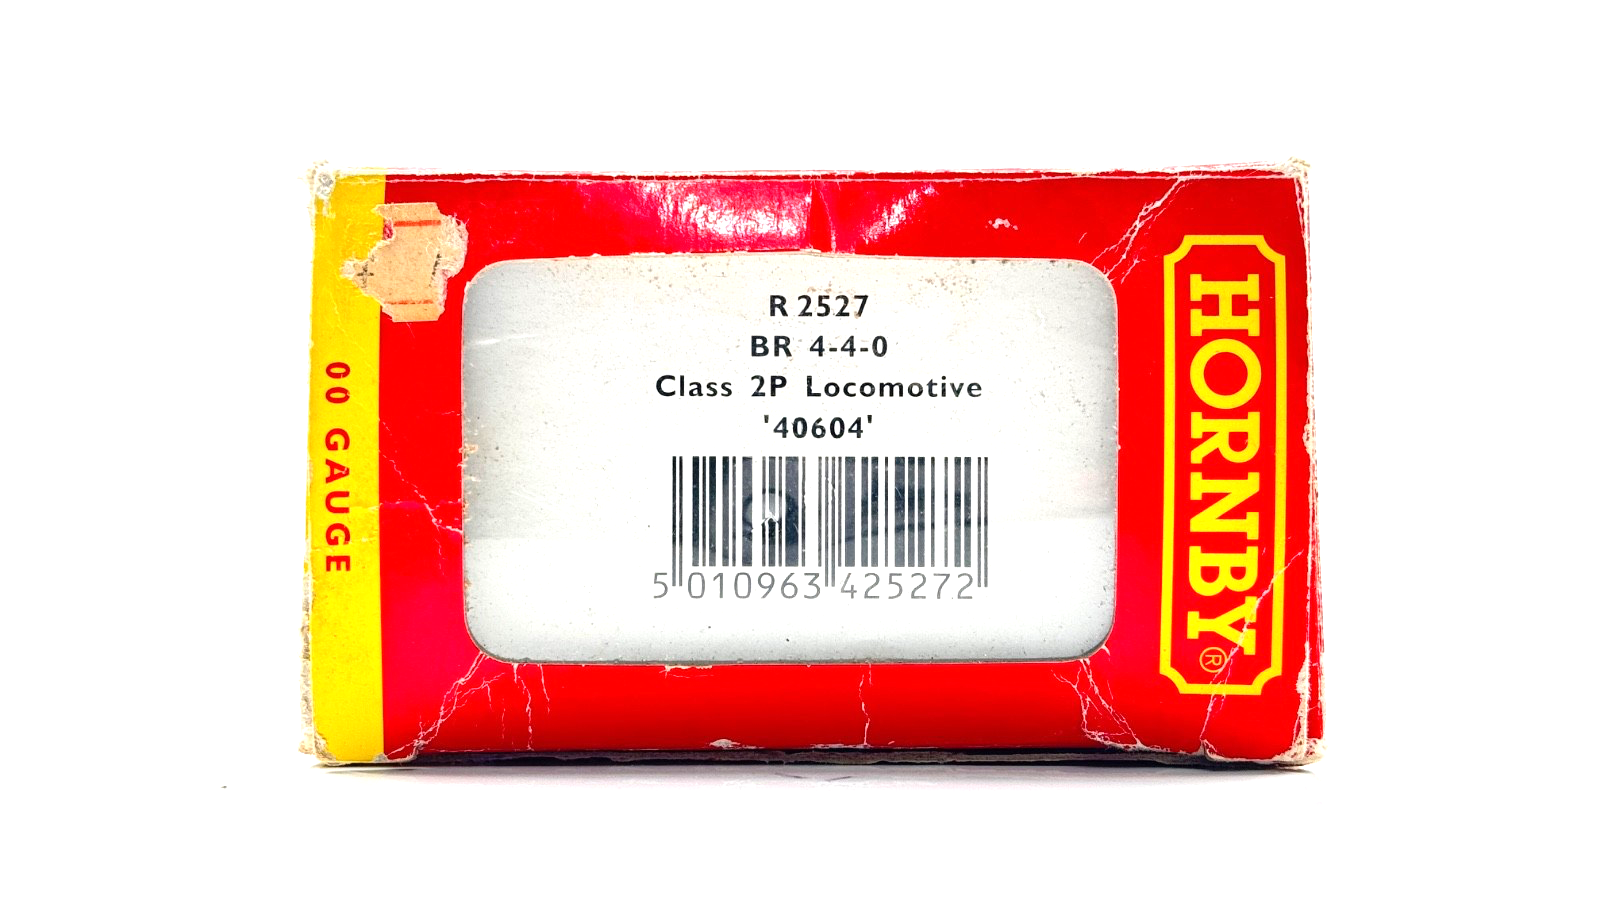 R 2527
BR 4-4-0
Class 2P Locomotive
'40604'
5 010963 425272
00 GAUGE
HORNBY®